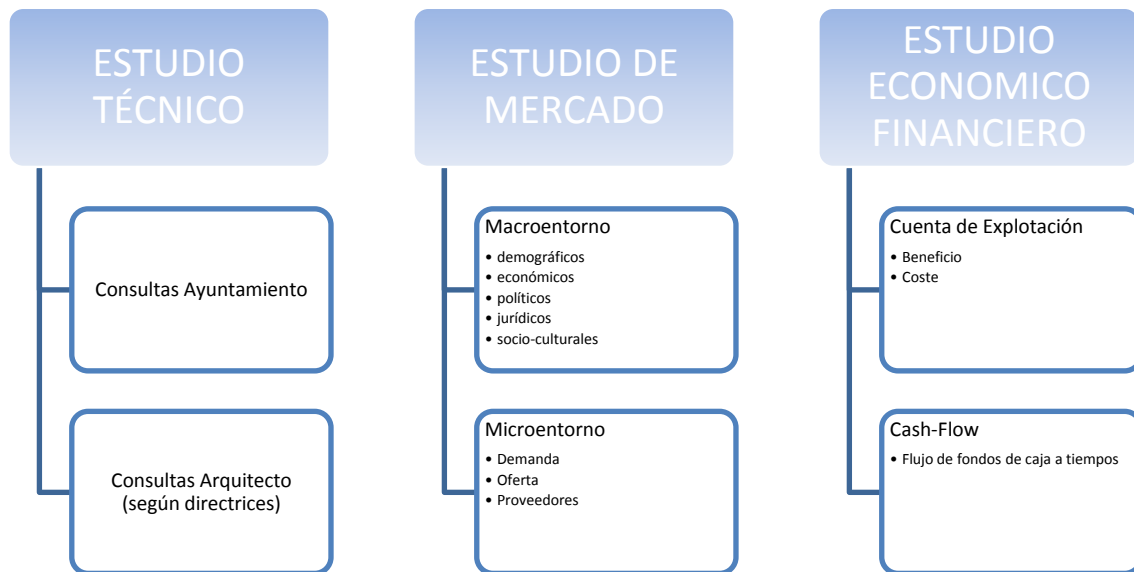 ESTUDIO
TÉCNICO
Consultas Ayuntamiento
Consultas Arquitecto
(según directrices)
ESTUDIO DE
MERCADO
Macroentorno
• demográficos
• económicos
• políticos
• jurídicos
• socio-culturales
Microentorno
• Demanda
• Oferta
• Proveedores
ESTUDIO
ECONOMICO
FINANCIERO
Cuenta de Explotación
• Beneficio
• Coste
Cash-Flow
• Flujo de fondos de caja a tiempos